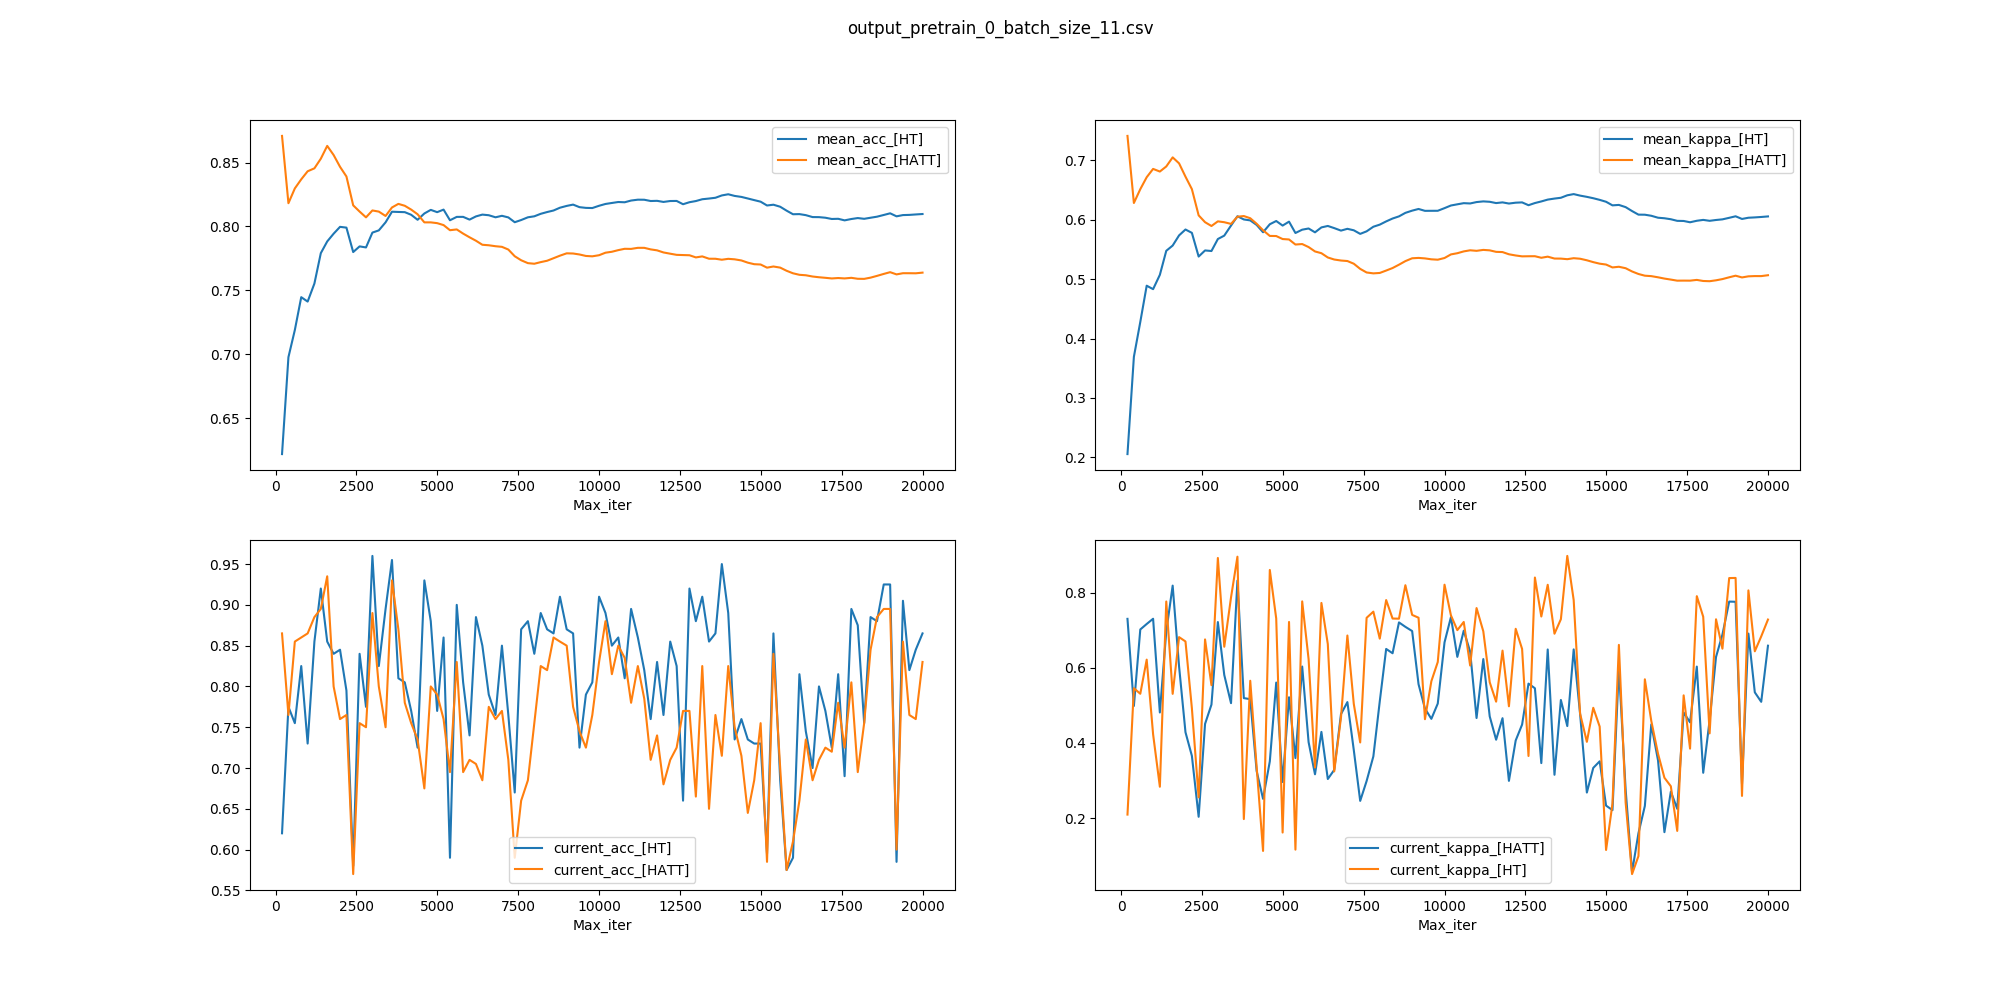 output_pretrain_0_batch_size_11.csv
mean_acc_[HT]
mean_acc_[HATT]
0.85
0.80
0.75
0.70
0.65
0 2500 5000 7500 10000 12500 15000 17500 20000
Max_iter
mean_kappa_[HT]
mean_kappa_[HATT]
0.7
0.6
0.5
0.4
0.3
0.2
0 2500 5000 7500 10000 12500 15000 17500 20000
Max_iter
0.95
0.90
0.85
0.80
0.75
0.70
0.65
0.60
0.55
current_acc_[HT]
current_acc_[HATT]
0 2500 5000 7500 10000 12500 15000 17500 20000
Max_iter
0.8
0.6
0.4
0.2
current_kappa_[HATT]
current_kappa_[HT]
0 2500 5000 7500 10000 12500 15000 17500 20000
Max_iter